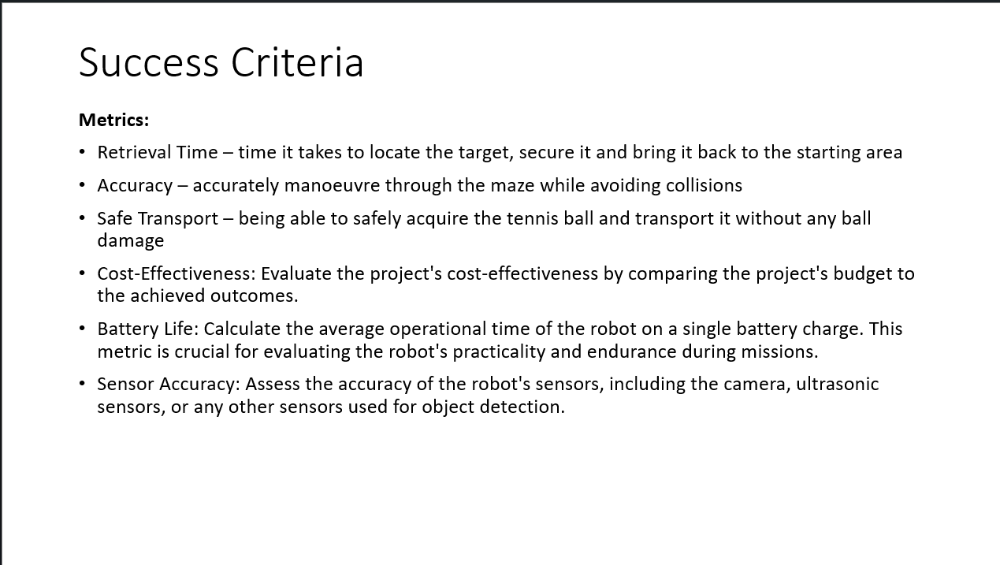 Success Criteria
Metrics:
• Retrieval Time – time it takes to locate the target, secure it and bring it back to the starting area
• Accuracy – accurately manoeuvre through the maze while avoiding collisions
• Safe Transport – being able to safely acquire the tennis ball and transport it without any ball
damage
• Cost-Effectiveness: Evaluate the project's cost-effectiveness by comparing the project's budget to
the achieved outcomes.
• Battery Life: Calculate the average operational time of the robot on a single battery charge. This
metric is crucial for evaluating the robot's practicality and endurance during missions.
• Sensor Accuracy: Assess the accuracy of the robot's sensors, including the camera, ultrasonic
sensors, or any other sensors used for object detection.